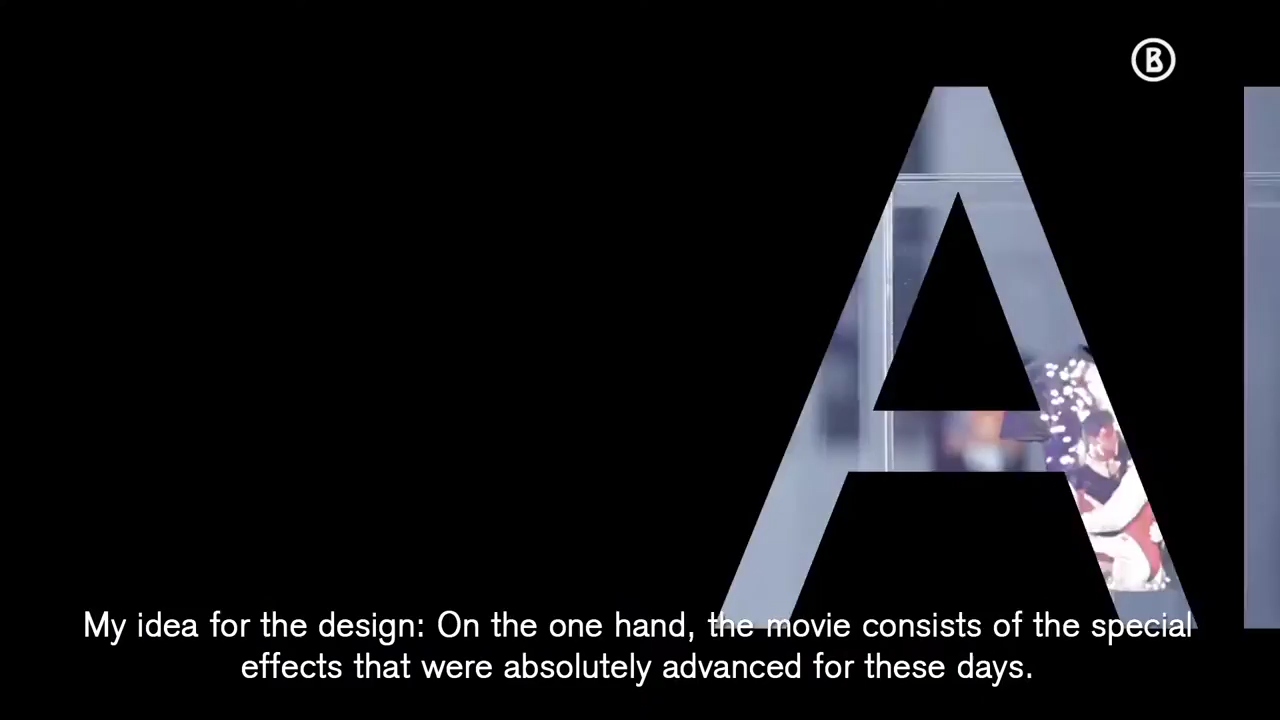 B
A
My idea for the design: On the one hand, the movie consists of the special
effects that were absolutely advanced for these days.